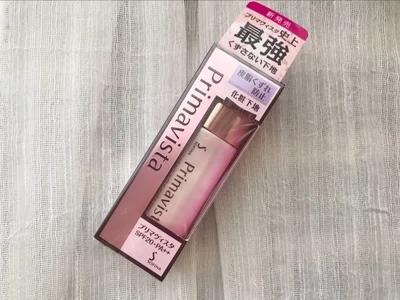 新発売
プリマヴィスタ史上
最強
くずさない下地
皮脂くずれ
防止
化粧下地
Primavista
S
Primavista
プリマヴィスタ
SPF20・PA++
S
SOFINA